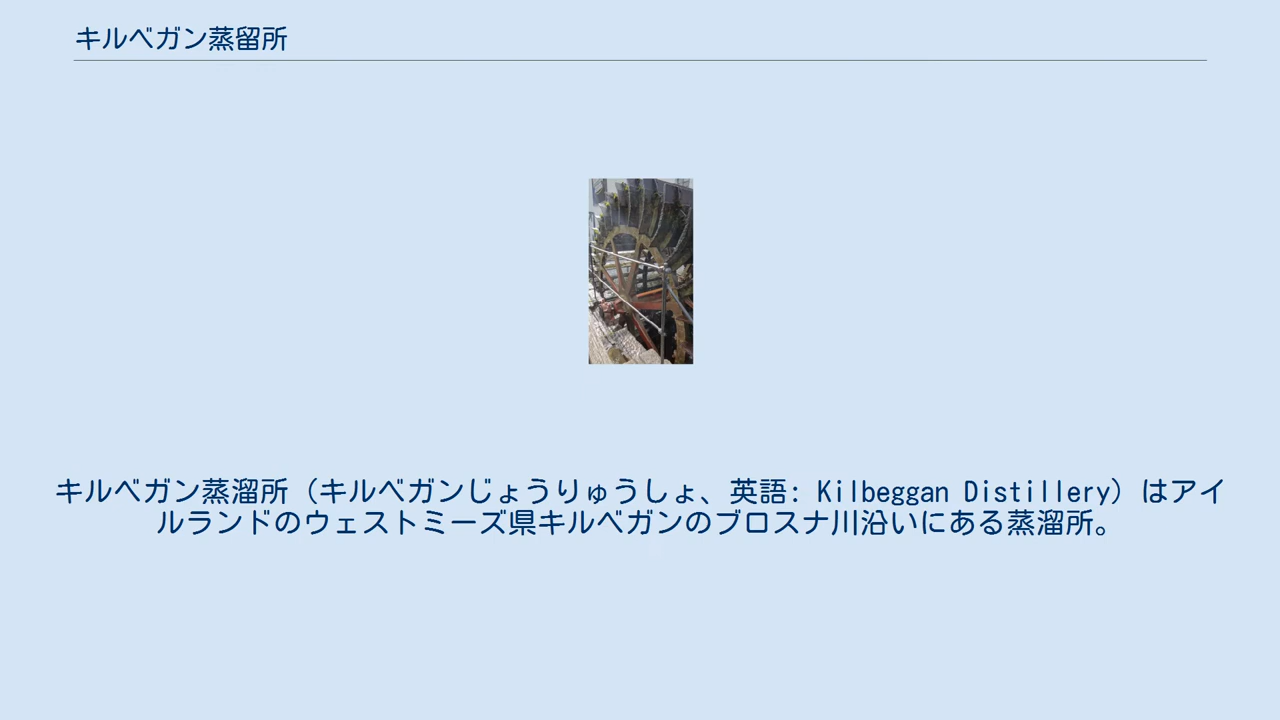 キルベガン蒸留所
キルベガン蒸溜所（キルベガンじょうりゅうしょ、英語: Kilbeggan Distillery）はアイ
ルランドのウェストミーズ県キルベガンのブロスナ川沿いにある蒸溜所。